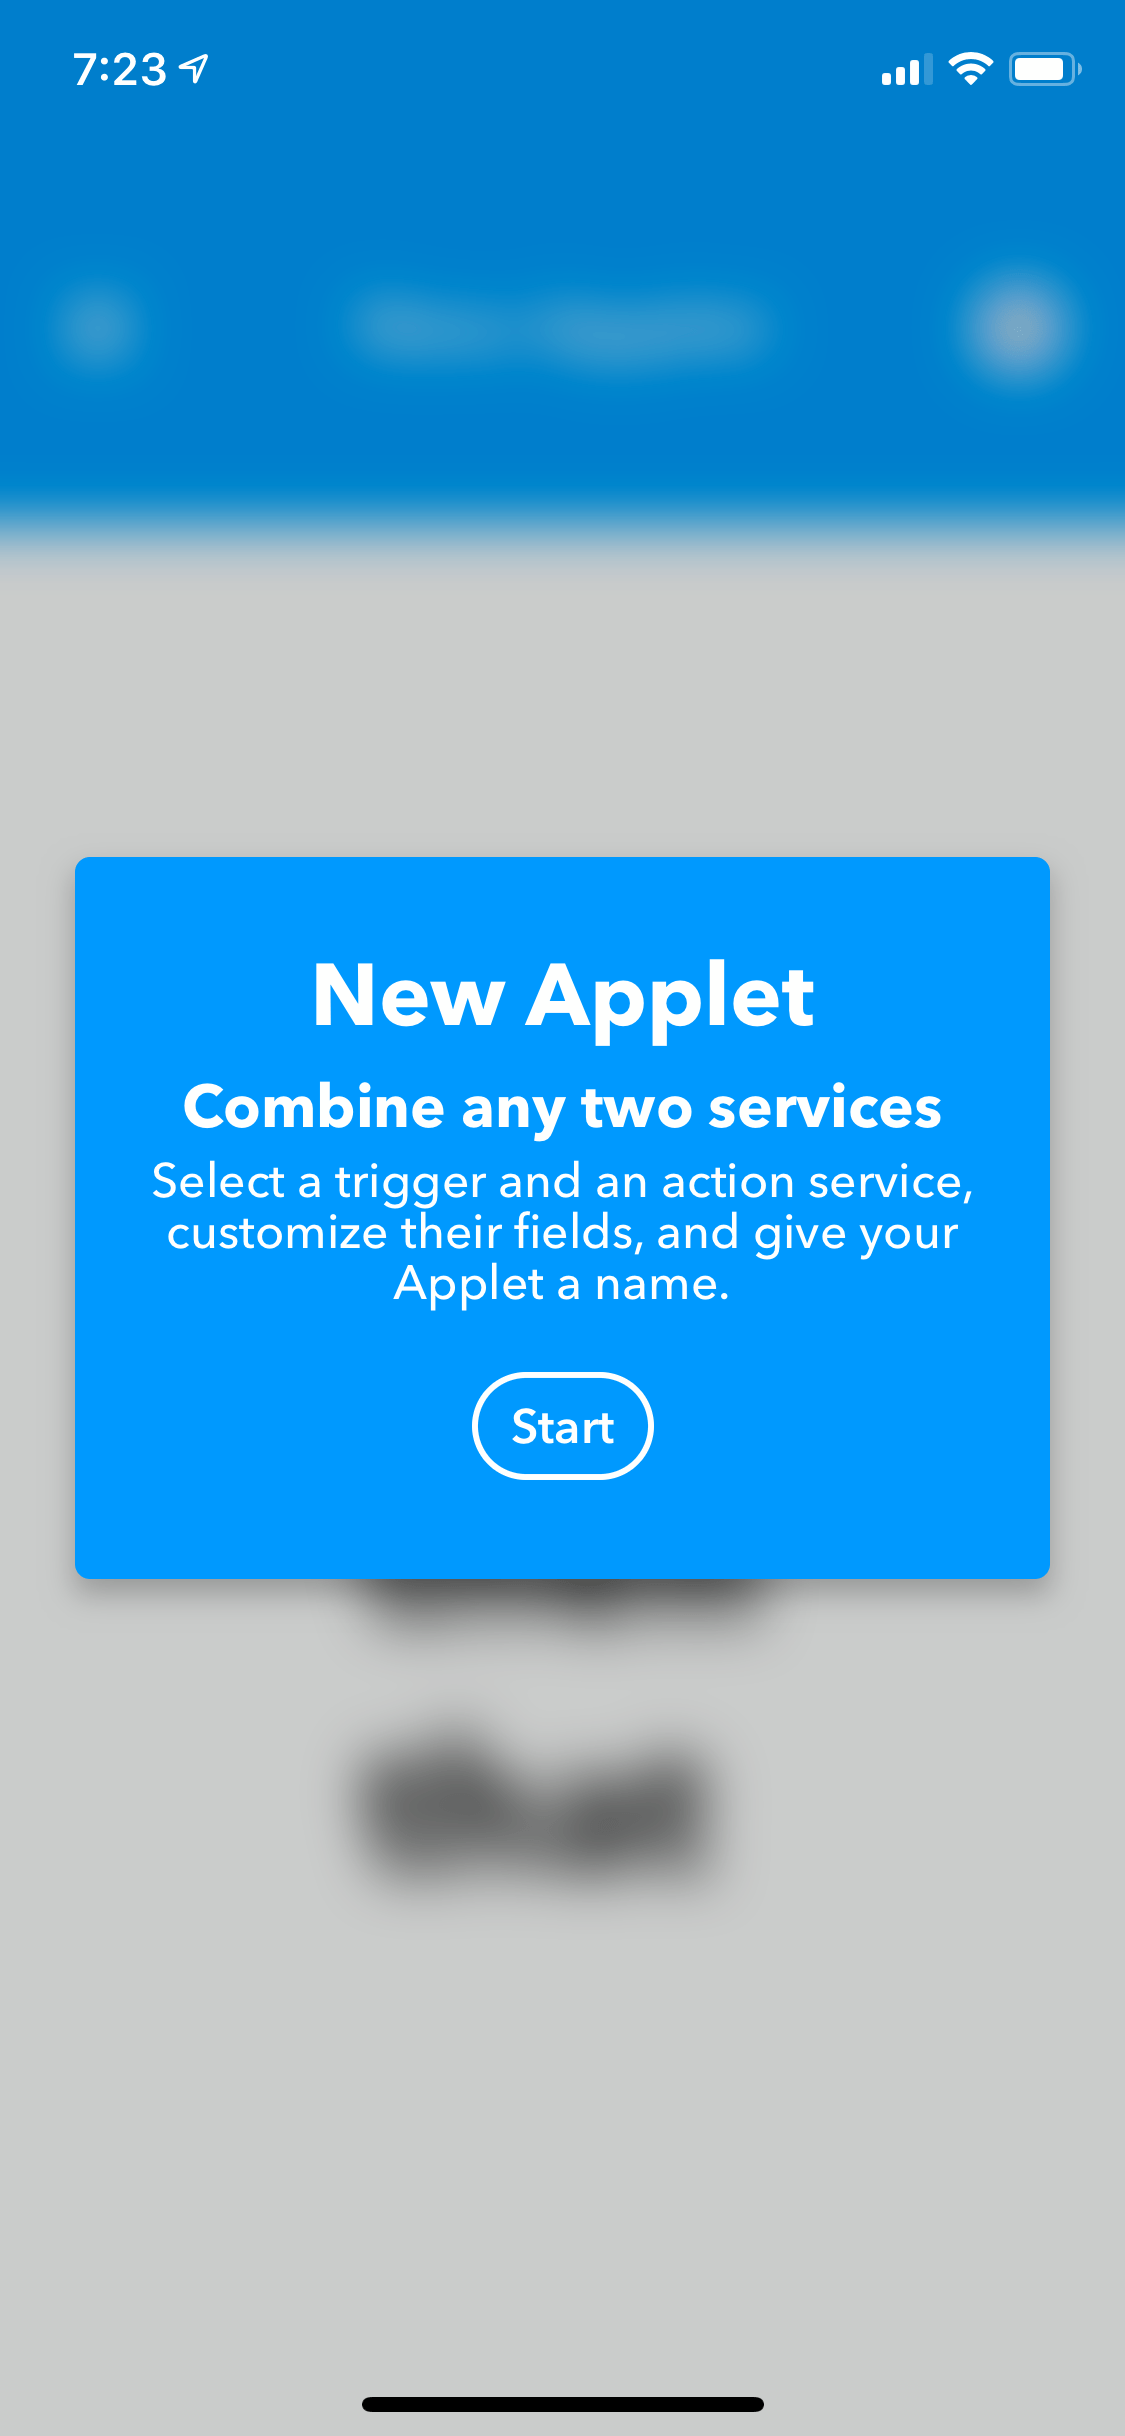 7:23
New Applet
Combine any two services
Select a trigger and an action service,
customize their fields, and give your
Applet a name.
Start